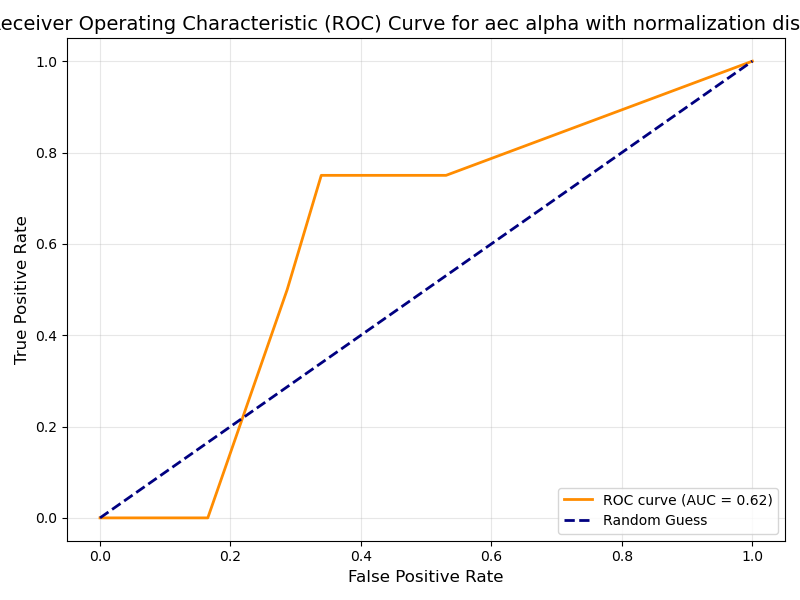 eceiver Operating Characteristic (ROC) Curve for aec alpha with normalization dis
True Positive Rate
1.0
0.8
0.6
0.4
0.2
0.0
0.0 0.2 0.4 0.6 0.8 1.0
False Positive Rate
ROC curve (AUC = 0.62)
Random Guess